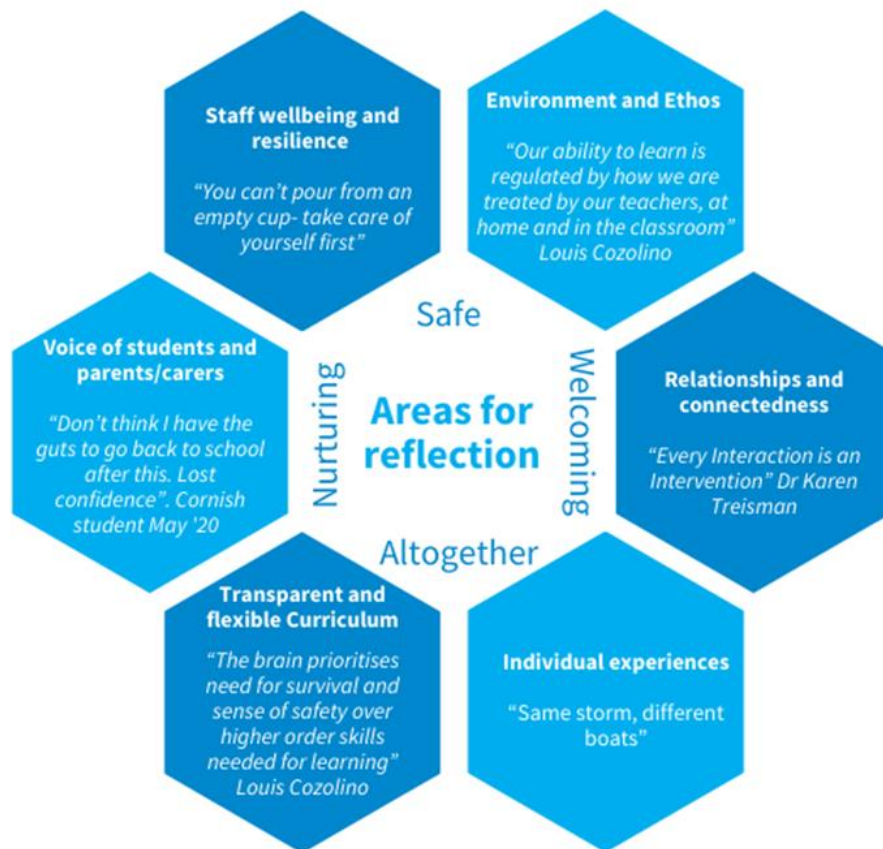 Staff wellbeing and
resilience
“You can’t pour from an
empty cup- take care of
yourself first”
Environment and Ethos
“Our ability to learn is
regulated by how we are
treated by our teachers, at
home and in the classroom”
Louis Cozolino
Voice of students and
parents/carers
“Don’t think I have the
guts to go back to school
after this. Lost
confidence”. Cornish
student May '20
Safe
Nurturing
Areas for
reflection
Welcoming
Altogether
Relationships and
connectedness
“Every Interaction is an
Intervention” Dr Karen
Treisman
Transparent and
flexible Curriculum
“The brain prioritises
need for survival and
sense of safety over
higher order skills
needed for learning”
Louis Cozolino
Individual experiences
“Same storm, different
boats”